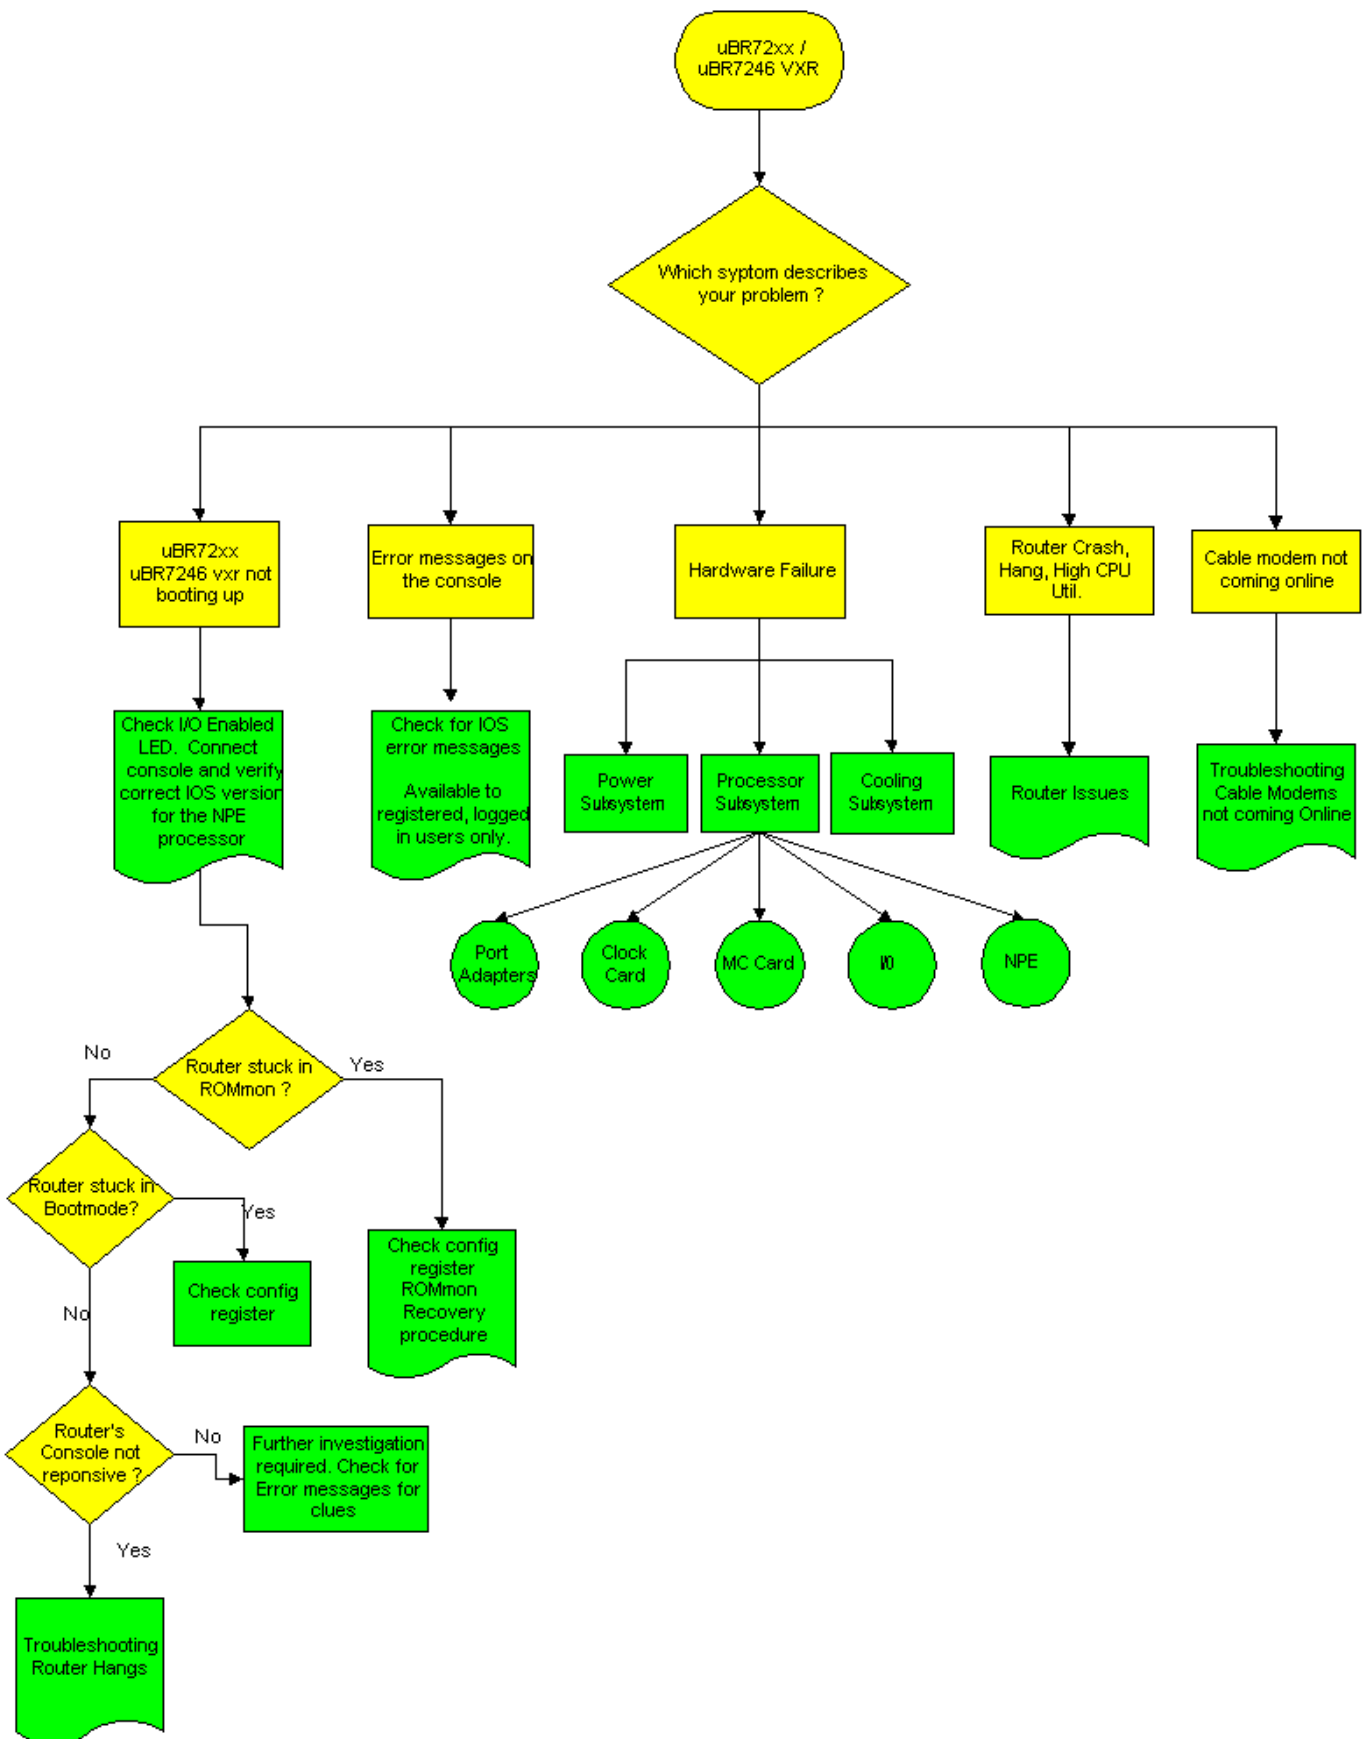 uBR72xx /
uBR7246 VXR
Which syptom describes
your problem ?
uBR72xx
uBR7246 vxr not
booting up
Error messages on
the console
Hardware Failure
Router Crash,
Hang, High CPU
Util.
Cable modem not
coming online
Check I/O Enabled
LED. Connect
console and verify
correct IOS version
for the NPE
processor
Check for IOS
error messages
Available to
registered, logged
in users only.
Power
Subsystem
Processor
Subsystem
Cooling
Subsystem
Router Issues
Troubleshooting
Cable Modems
not coming Online
Port
Adapters
Clock
Card
MC Card
I/O
NPE
Router stuck in
ROMmon ?
No
Yes
Router stuck in
Bootmode?
Yes
No
Check config
register
Check config
register
ROMmon
Recovery
procedure
Router's
Console not
reponsive ?
No
Further investigation
required. Check for
Error messages for
clues
Yes
Troubleshooting
Router Hangs